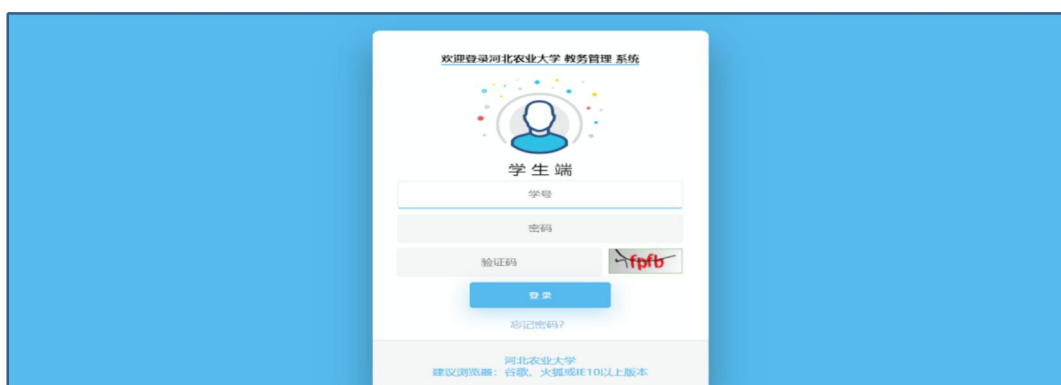 欢迎登录河北农业大学 教务管理 系统
学生端
学号
密码
验证码 fpfb
登录
忘记密码?
河北农业大学
建议浏览器：谷歌、火狐或IE10以上版本